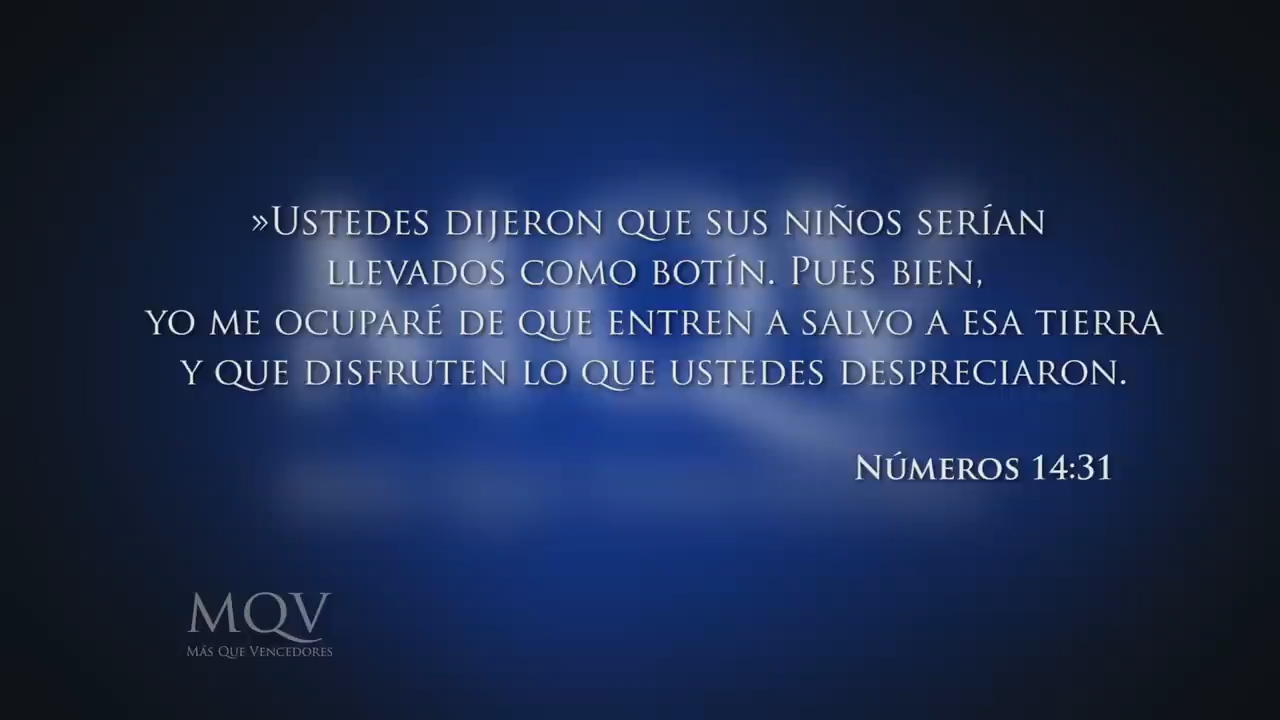 »Ustedes dijeron que sus niños serían
llevados como botín. Pues bien,
yo me ocuparé de que entren a salvo a esa tierra
y que disfruten lo que ustedes despreciaron.
Números 14:31
MQV
Más Que Vencedores